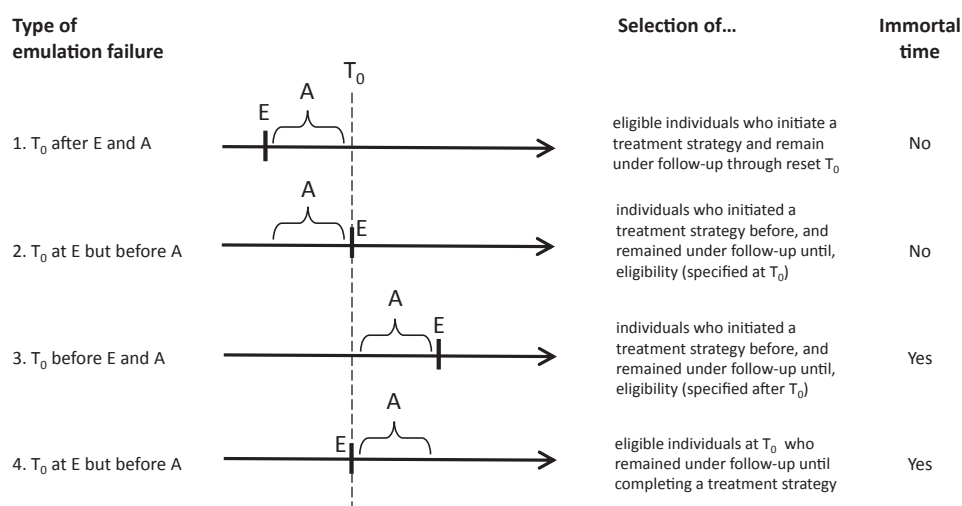 Type of
emulation failure
Selection of...
Immortal
time
T0
A
E
1. T0 after E and A
eligible individuals who initiate a
treatment strategy and remain
under follow-up through reset T0
No
A
E
2. T0 at E but before A
individuals who initiated a
treatment strategy before, and
remained under follow-up until,
eligibility (specified at T0)
No
A
E
3. T0 before E and A
individuals who initiated a
treatment strategy before, and
remained under follow-up until,
eligibility (specified after T0)
Yes
A
E
4. T0 at E but before A
eligible individuals at T0 who
remained under follow-up until
completing a treatment strategy
Yes